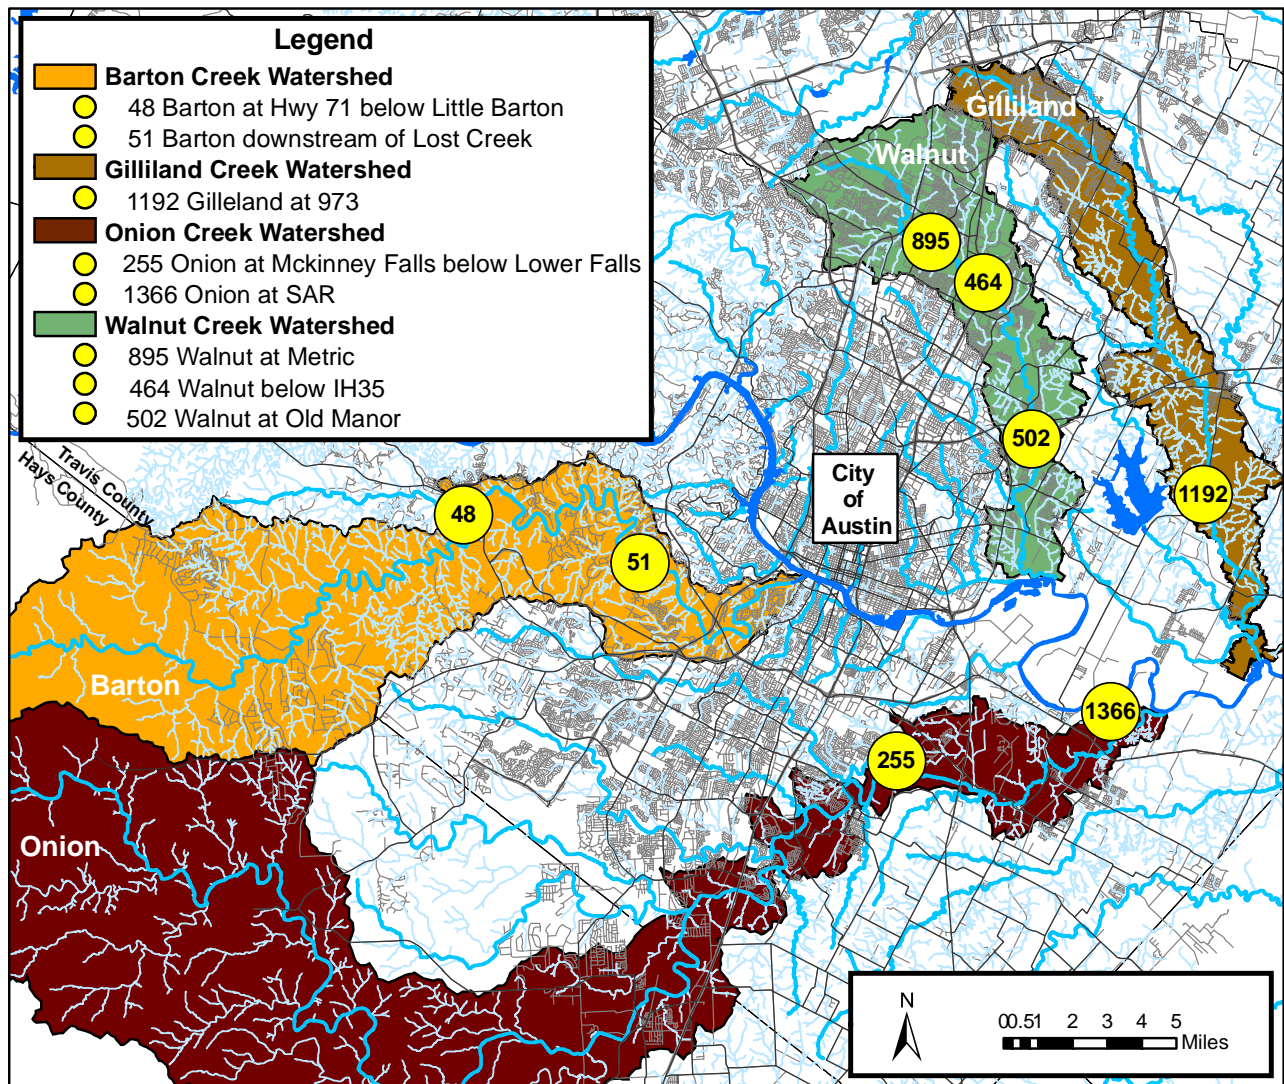 Legend
Barton Creek Watershed
48 Barton at Hwy 71 below Little Barton
51 Barton downstream of Lost Creek
Gilliland Creek Watershed
1192 Gilleland at 973
Onion Creek Watershed
255 Onion at Mckinney Falls below Lower Falls
1366 Onion at SAR
Walnut Creek Watershed
895 Walnut at Metric
464 Walnut below IH35
502 Walnut at Old Manor
Gilliland
Walnut
895
464
502
1192
City
of
Austin
Travis County
Hays County
48
51
Barton
1366
255
Onion
N
0 0.5 1 2 3 4 5
Miles